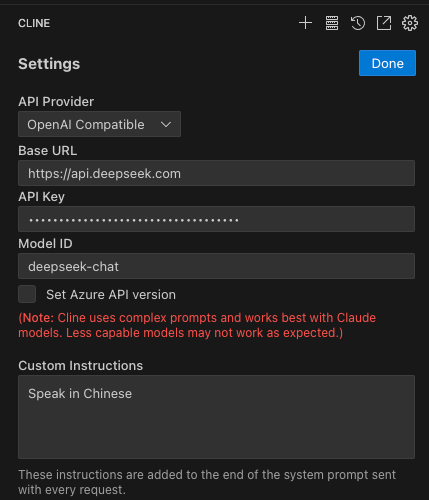 CLINE
Settings
Done
API Provider
OpenAI Compatible
Base URL
https://api.deepseek.com
API Key
••••••••••••••••••••••••••••••••••••
Model ID
deepseek-chat
Set Azure API version
(Note: Cline uses complex prompts and works best with Claude
models. Less capable models may not work as expected.)
Custom Instructions
Speak in Chinese
These instructions are added to the end of the system prompt sent
with every request.